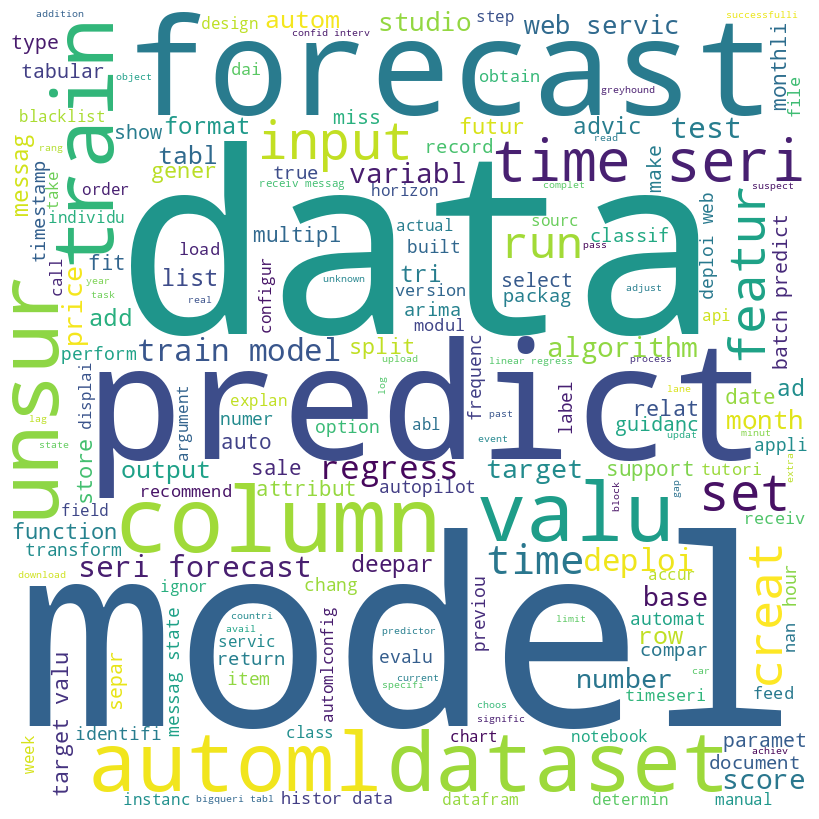 addition
design
autom
confid interv
studio
step
web servic
successfulli
type
tabular
object
dai
forecast
obtain
greyhound
monthli
file
blacklist
show
format
miss
futur
advic
test
train
messag
rang
take
order
timestamp
individu
tabl
gener
input
true
receiv messag
variabl
horizon
record
read
time seri
complet
make
suspect
call
load
list
multipl
data
actual
built
sourc
run
classif
pass
deploi web
featur
batch predict
fit
price
year
task
add
configur
unknown
real
tri
version
arima
modul
select
packag
adjust
api
unsur
perform
displai
train model
split
upload
linear regress
algorithm
process
lane
lag
state
store
explan
numer
argument
auto
option
log
predict
abl
past
frequenc
event
label
relat
guidanc
updat
date
month
minut
ad
appli
extra
output
recommend
sale
attribut
regress
autopilot
target
block
support
gap
tutori
set
receiv
field
function
transform
column
valu
download
seri forecast
ignor
chang
deepar
previou
time
deploi
accur
base
automat
row
compar
creat
hour
nan
target valu
separ
identifi
messag state
countri
avail
servic
return
item
automlconfig
model
predictor
evalu
current
specifi
choos
signific
limit
number
car
timeseri
feed
week
automl
class
chart
dataset
notebook
paramet
achiev
document
score
instanc
bigqueri tabl
histor data
datafram
determin
manual